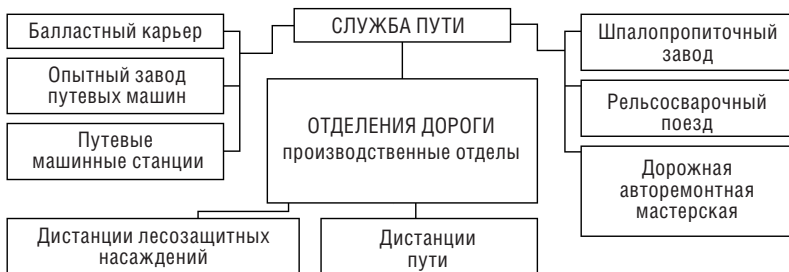 СЛУЖБА ПУТИ
Балластный карьер
Опытный завод
путевых машин
Путевые
машинные станции
ОТДЕЛЕНИЯ ДОРОГИ
производственные отделы
Шпалопропиточный
завод
Рельсосварочный
поезд
Дорожная
авторемонтная
мастерская
Дистанции лесозащитных
насаждений
Дистанции
пути